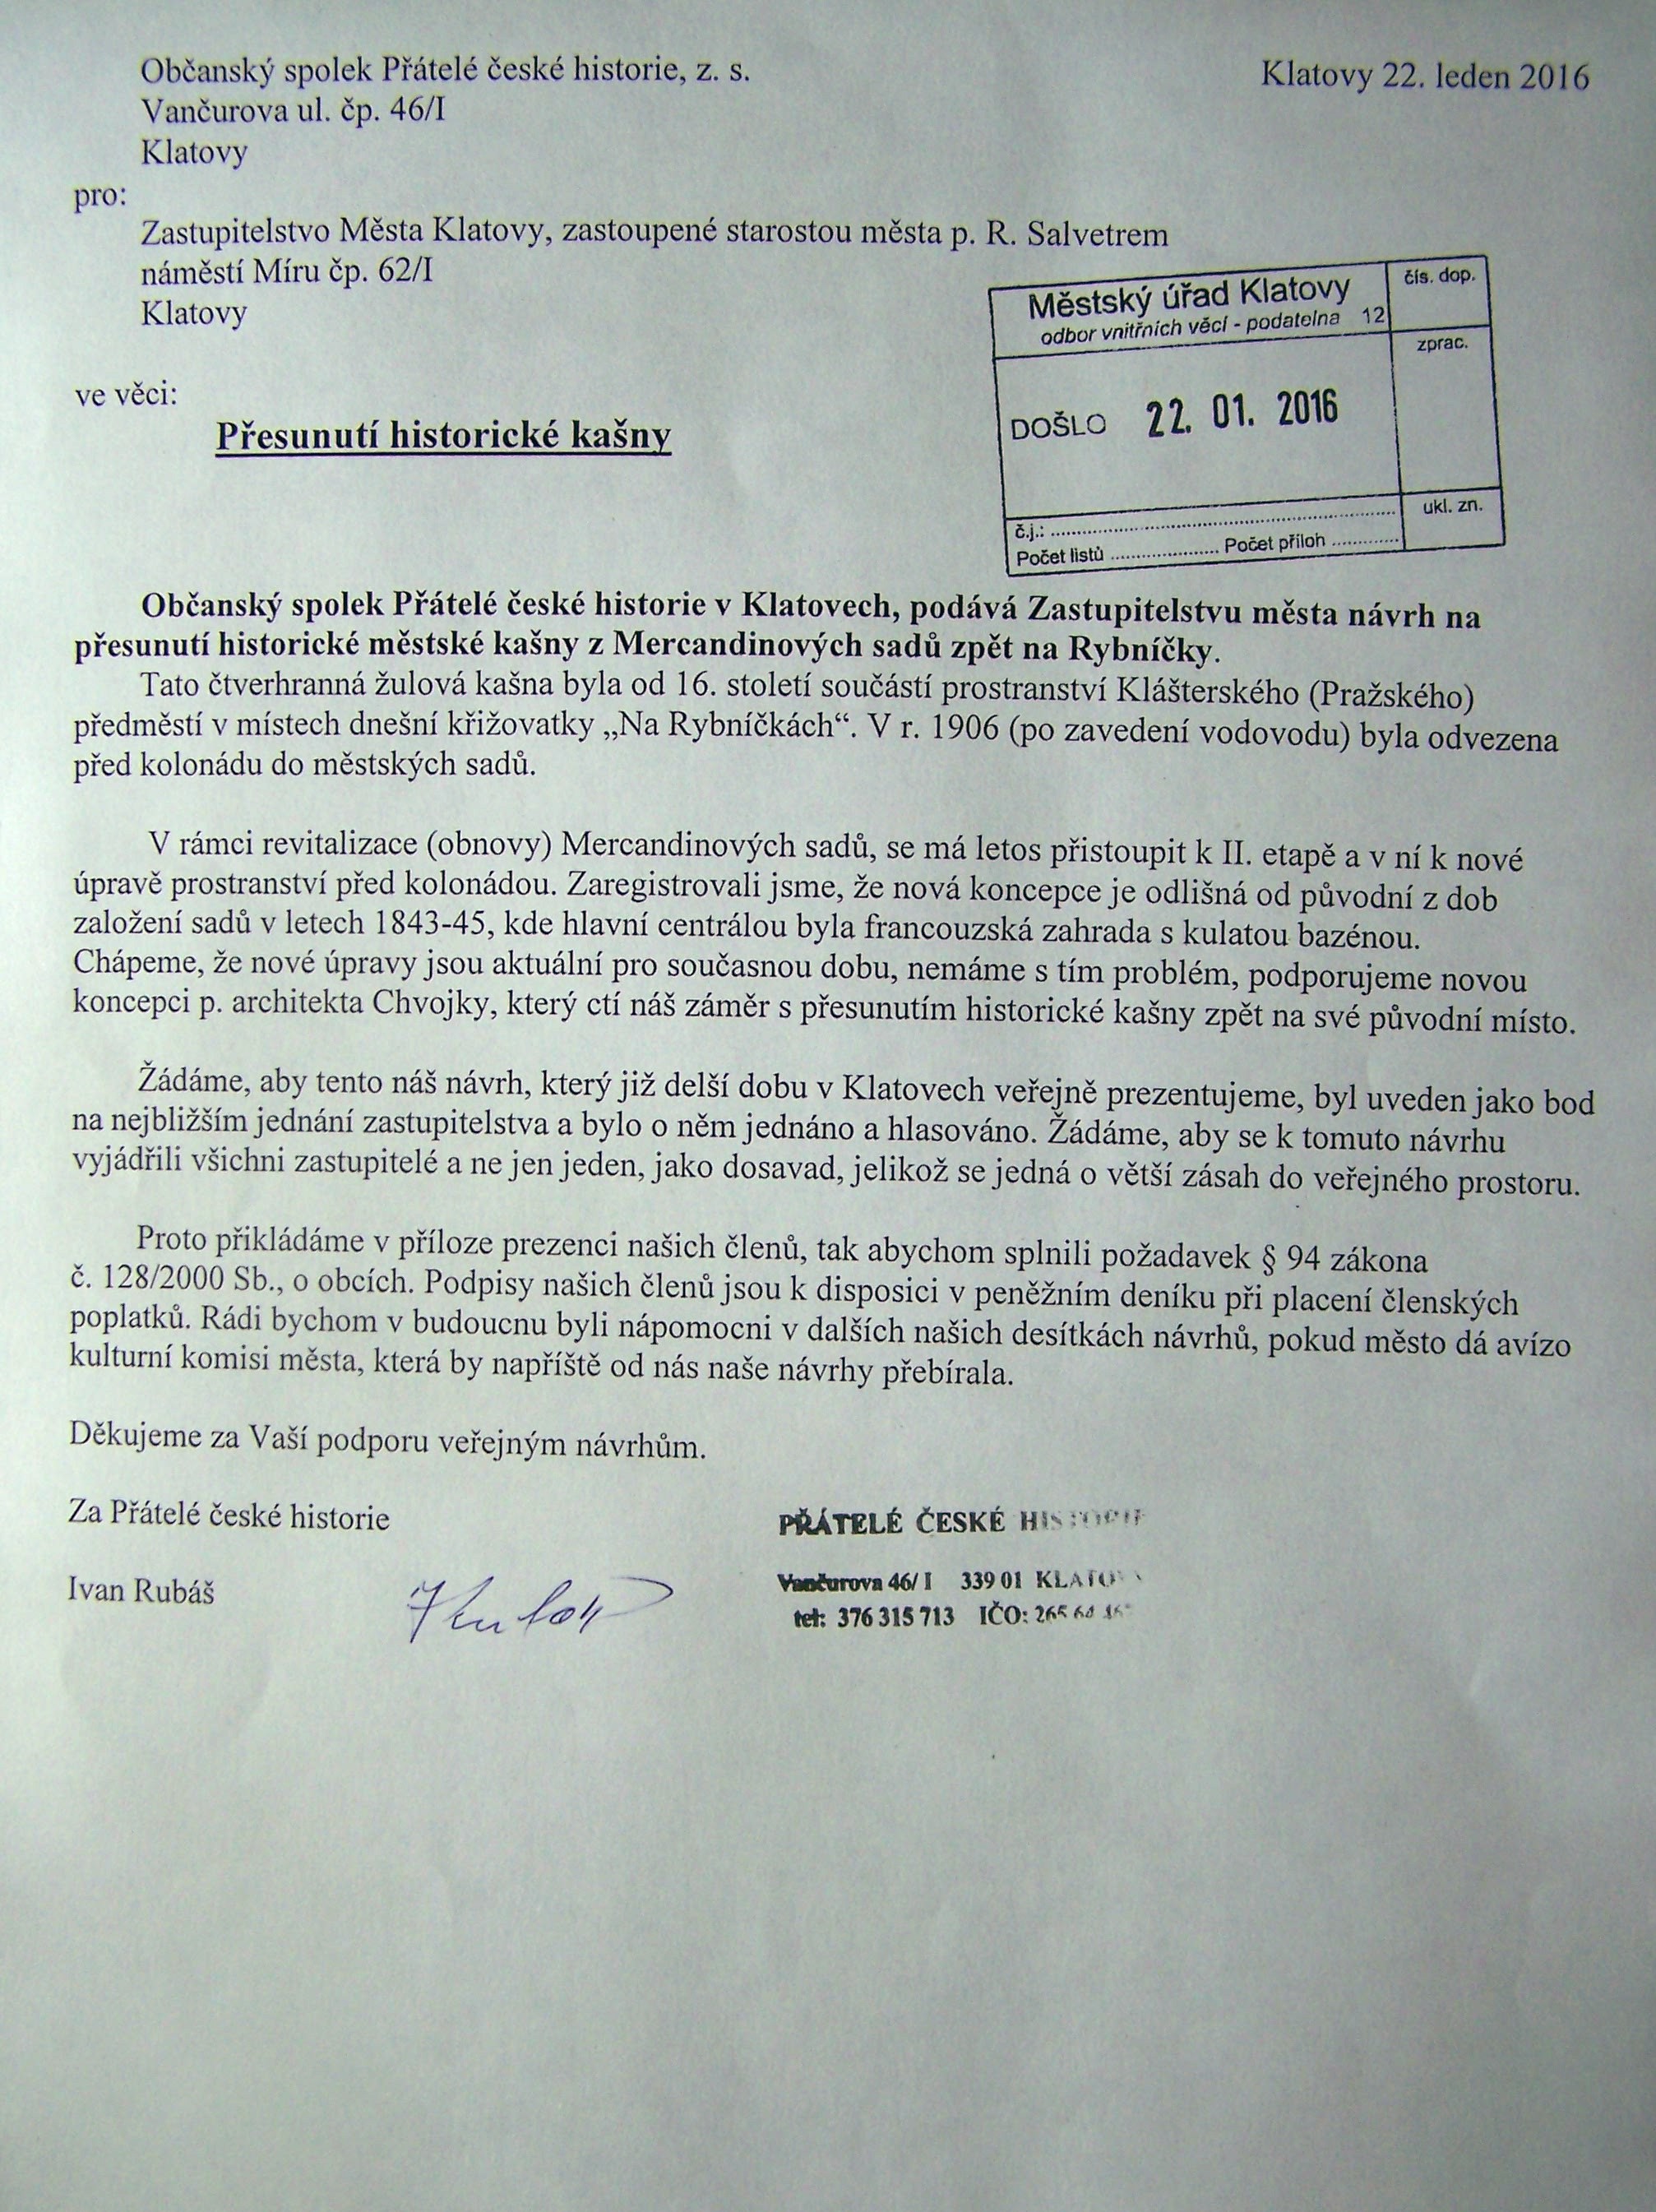 Občanský spolek Přátelé české historie, z. s.
Klatovy 22. leden 2016
Vančurova ul. čp. 46/I
Klatovy
pro:
Zastupitelstvo Města Klatovy, zastoupené starostou města p. R. Salvetrem
náměstí Míru čp. 62/I
Klatovy
Městský úřad Klatovy
odbor vnitřních věcí - podatelna 12
čís. dop.
zprac.
DOŠLO 22. 01. 2016
č.j.:
ukl. zn.
Počet listů Počet příloh
ve věci:
Přesunutí historické kašny
Občanský spolek Přátelé české historie v Klatovech, podává Zastupitelstvu města návrh na
přesunutí historické městské kašny z Mercandinových sadů zpět na Rybníčky.
Tato čtverhranná žulová kašna byla od 16. století součástí prostranství Klášterského (Pražského)
předměstí v místech dnešní křižovatky „Na Rybníčkách“. V r. 1906 (po zavedení vodovodu) byla odvezena
před kolonádu do městských sadů.
V rámci revitalizace (obnovy) Mercandinových sadů, se má letos přistoupit k II. etapě a v ní k nové
úpravě prostranství před kolonádou. Zaregistrovali jsme, že nová koncepce je odlišná od původní z dob
založení sadů v letech 1843-45, kde hlavní centrálou byla francouzská zahrada s kulatou bazénou.
Chápeme, že nové úpravy jsou aktuální pro současnou dobu, nemáme s tím problém, podporujeme novou
koncepci p. architekta Chvojky, který ctí náš záměr s přesunutím historické kašny zpět na své původní místo.
Žádáme, aby tento náš návrh, který již delší dobu v Klatovech veřejně prezentujeme, byl uveden jako bod
na nejbližším jednání zastupitelstva a bylo o něm jednáno a hlasováno. Žádáme, aby se k tomuto návrhu
vyjádřili všichni zastupitelé a ne jen jeden, jako dosavad, jelikož se jedná o větší zásah do veřejného prostoru.
Proto přikládáme v příloze prezenci našich členů, tak abychom splnili požadavek § 94 zákona
č. 128/2000 Sb., o obcích. Podpisy našich členů jsou k disposici v peněžním deníku při placení členských
poplatků. Rádi bychom v budoucnu byli nápomocni v dalších našich desítkách návrhů, pokud město dá avízo
kulturní komisi města, která by napříště od nás naše návrhy přebírala.
Děkujeme za Vaší podporu veřejným návrhům.
Za Přátelé české historie
PŘÁTELÉ ČESKÉ HISTORIE
Ivan Rubáš
Vančurova 46/ I 339 01 KLATOVY
tel: 376 315 713 IČO: